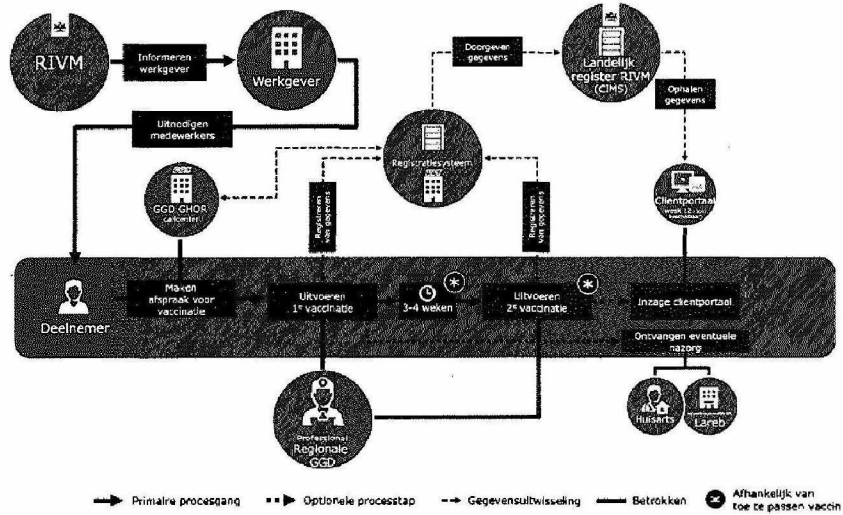 RIVM
Informeren
werkgever
Werkgever
Uitnodigen
medewerkers
Doorgeven
gegevens
Landelijk
register RIVM
(CIMS)
Ophalen
gegevens
Registratiesysteem
GGD GHOR
callcenter
Registreren
van gegevens
Registreren
van gegevens
Clientportaal
Deelnemer
Maken
afspraak voor
vaccinatie
Uitvoeren
1e vaccinatie
3-4 weken
Uitvoeren
2e vaccinatie
Inzage clientportaal
Ontvangen eventuele
nazorg
Huisarts
Lareb
Professional
Regionale
GGD
Primaire procesgang
Optionele processtap
Gegevensuitwisseling
Betrokken
Afhankelijk van
toe te passen vaccin